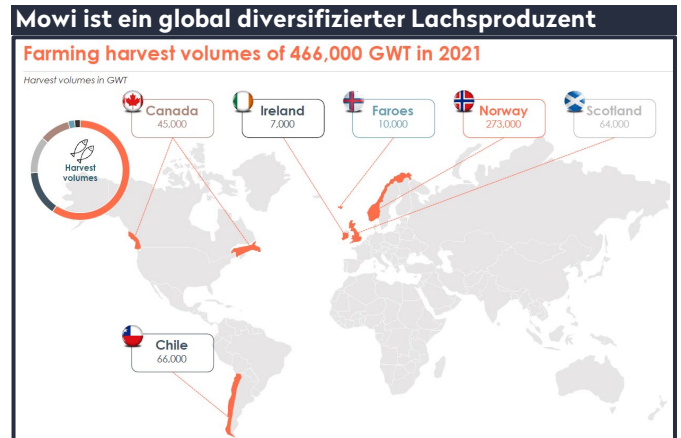 Mowi ist ein global diversifizierter Lachsproduzent
Farming harvest volumes of 466,000 GWT in 2021
Harvest volumes in GWT
Canada
45.000
Ireland
7.000
Faroes
10.000
Norway
273.000
Scotland
64.000
Harvest
volumes
Chile
66.000